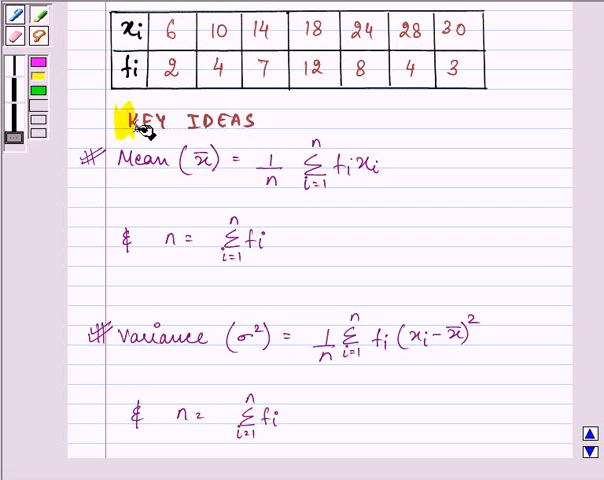 xi 6 10 14 18 24 28 30
fi 2 4 7 12 8 4 3
KEY IDEAS
# Mean (x̄) = 1/n Σ_{i=1}^{n} fi xi
& n = Σ_{i=1}^{n} fi
# Variance (σ²) = 1/n Σ_{i=1}^{n} fi (xi - x̄)²
& n = Σ_{i=1}^{n} fi